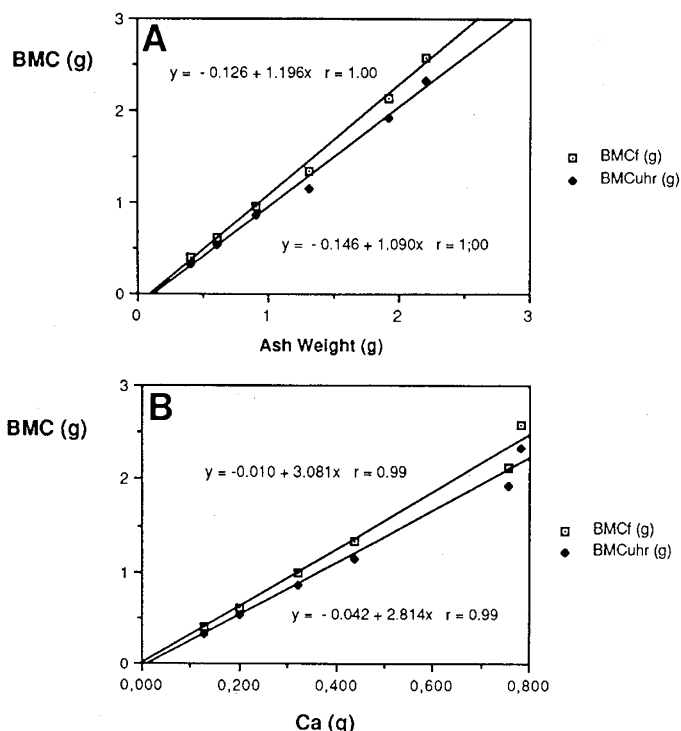 A
BMC (g)
3
y = - 0.126 + 1.196x r = 1.00
2
BMCf (g)
BMCuhr (g)
1
y = - 0.146 + 1.090x r = 1;00
0
0 1 2 3
Ash Weight (g)
3
B
BMC (g)
y = -0.010 + 3.081x r = 0.99
2
BMCf (g)
BMCuhr (g)
1
y = - 0.042 + 2.814x r = 0.99
0
0,000 0,200 0,400 0,600 0,800
Ca (g)